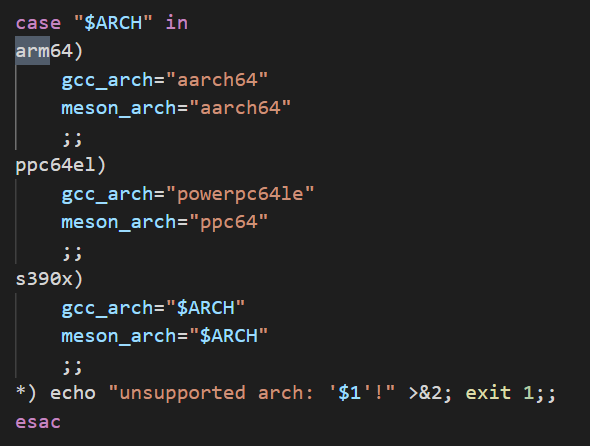 case "$ARCH" in
arm64)
    gcc_arch="aarch64"
    meson_arch="aarch64"
    ;;
ppc64el)
    gcc_arch="powerpc64le"
    meson_arch="ppc64"
    ;;
s390x)
    gcc_arch="$ARCH"
    meson_arch="$ARCH"
    ;;
*) echo "unsupported arch: '$1'!" >&2; exit 1;;
esac